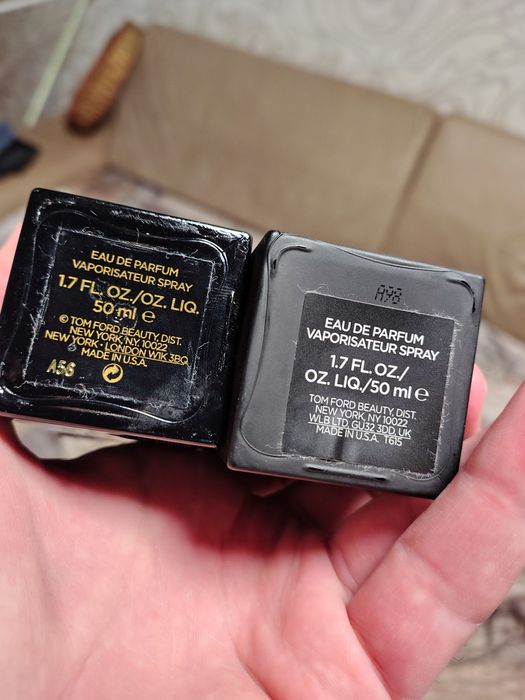 EAU DE PARFUM
VAPORISATEUR SPRAY
1.7 FL. OZ./OZ. LIQ.
50 ml e
© TOM FORD BEAUTY, DIST.
NEW YORK, NY 10022
NEW YORK • LONDON W1K 3BQ
MADE IN U.S.A.
A56
A98
EAU DE PARFUM
VAPORISATEUR SPRAY
1.7 FL. OZ./
OZ. LIQ./50 ml e
TOM FORD BEAUTY, DIST.
NEW YORK, NY 10022
WLB LTD, GU32 3DD, UK
MADE IN U.S.A. T615